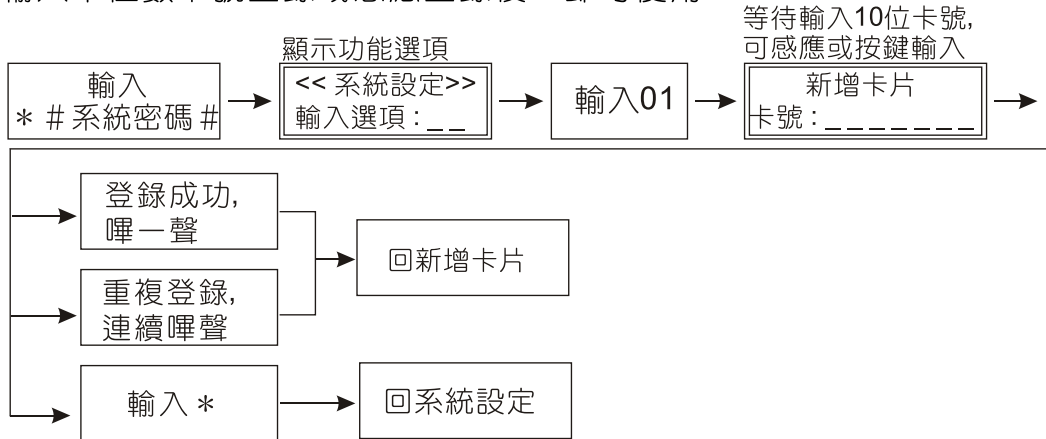 等待輸入10位卡號,
可感應或按鍵輸入
顯示功能選項
輸入
*#系統密碼#
<<系統設定>>
輸入選項:_ _
輸入01
新增卡片
卡號:_ _ _ _ _ _ _
登錄成功,
嗶一聲
重複登錄,
連續嗶聲
回新增卡片
輸入*
回系統設定